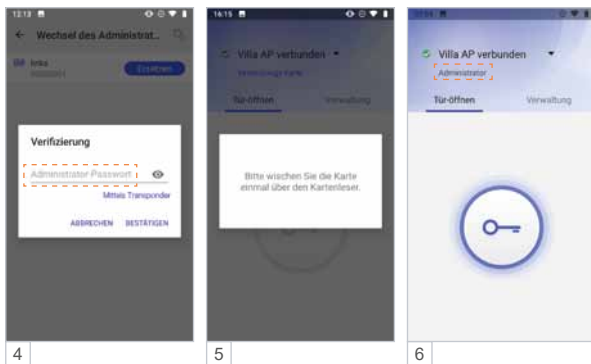 12:13
Wechsel des Administrat...
Ersetzen
Verifizierung
Administrator Passwort
Mittels Transponder
ABBRECHEN BESTÄTIGEN
4
16:15
Villa AP verbunden
Tür-Öffnen Verwaltung
Bitte wischen Sie die Karte
einmal über den Kartenleser.
5
Villa AP verbunden
Administrator
Tür-Öffnen Verwaltung
6